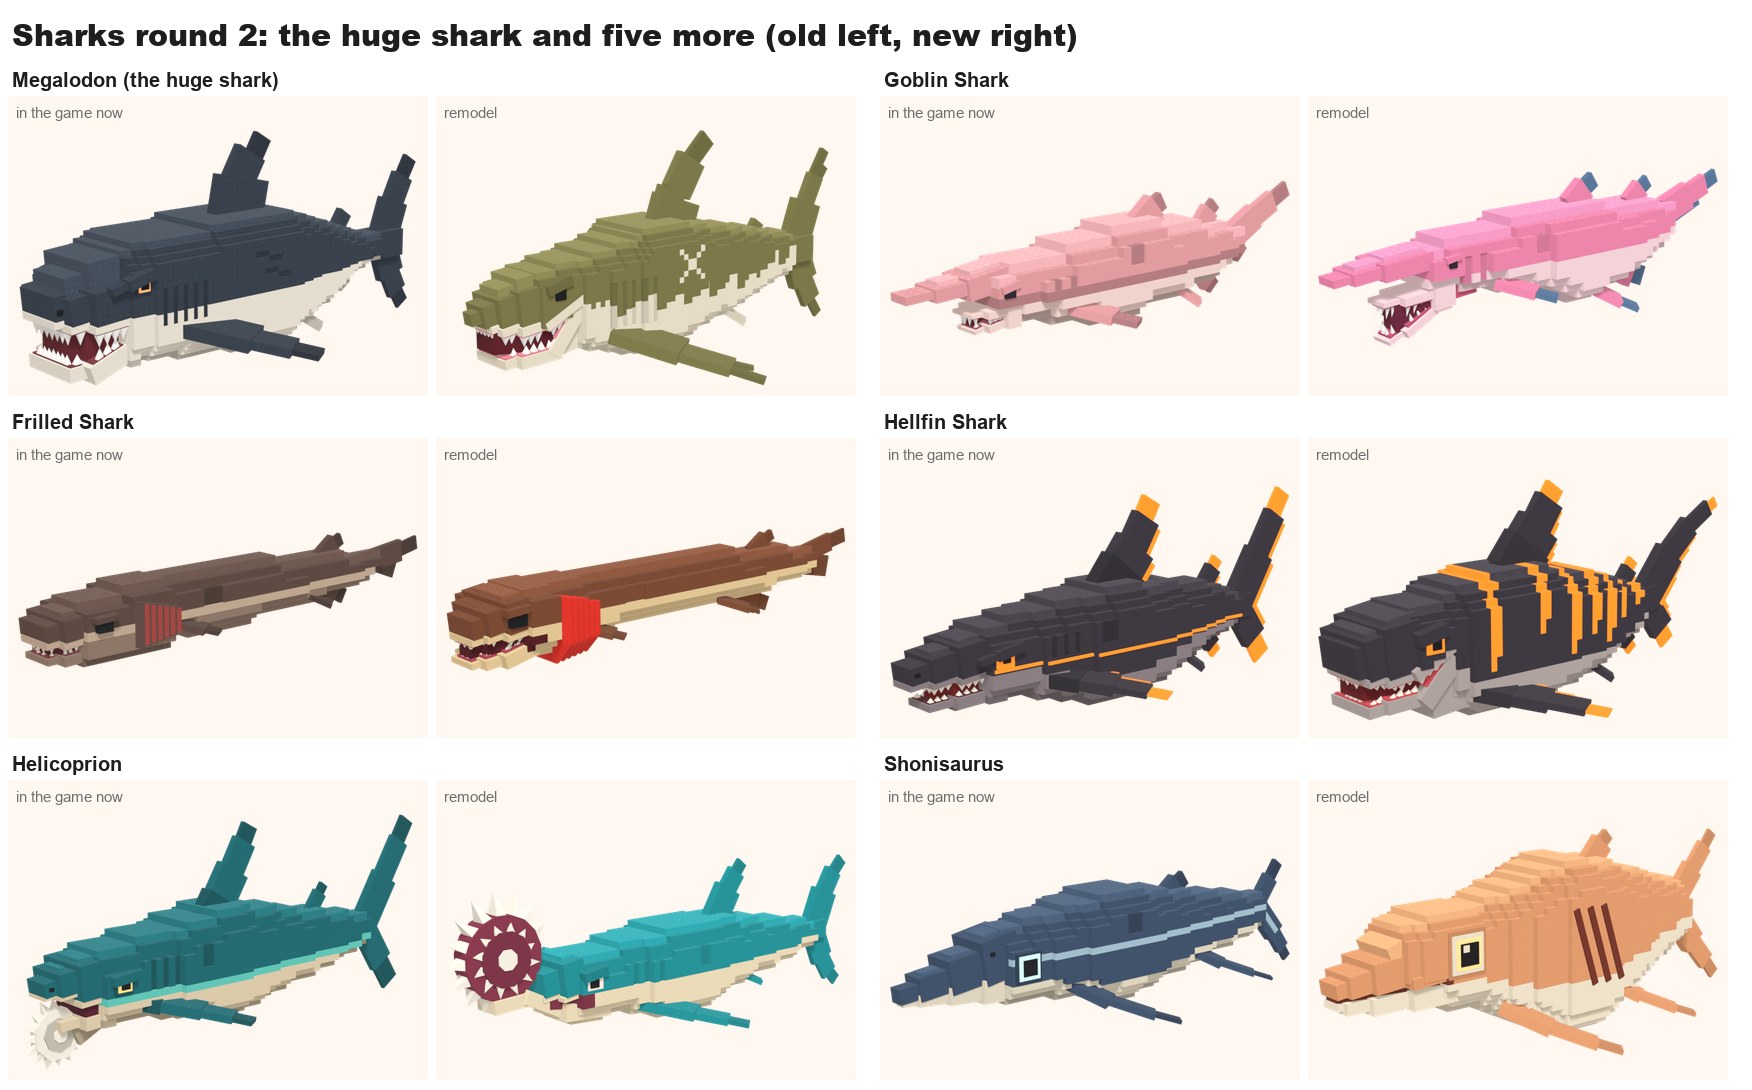 Sharks round 2: the huge shark and five more (old left, new right)
Megalodon (the huge shark)
in the game now
remodel
Goblin Shark
in the game now
remodel
Frilled Shark
in the game now
remodel
Hellfin Shark
in the game now
remodel
Helicoprion
in the game now
remodel
Shonisaurus
in the game now
remodel